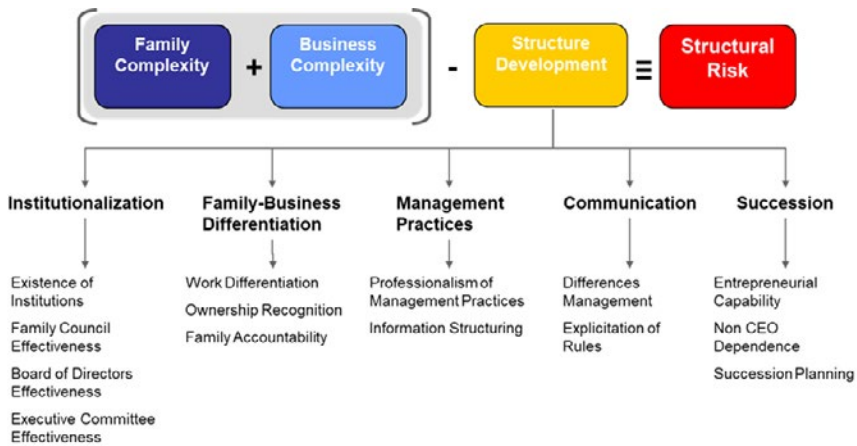 Family
Complexity
+
Business
Complexity
-
Structure
Development
≡
Structural
Risk
Institutionalization
Family-Business
Differentiation
Management
Practices
Communication
Succession
Existence of
Institutions
Family Council
Effectiveness
Board of Directors
Effectiveness
Executive Committee
Effectiveness
Work Differentiation
Ownership Recognition
Family Accountability
Professionalism of
Management Practices
Information Structuring
Differences
Management
Explicitation of
Rules
Entrepreneurial
Capability
Non CEO
Dependence
Succession Planning